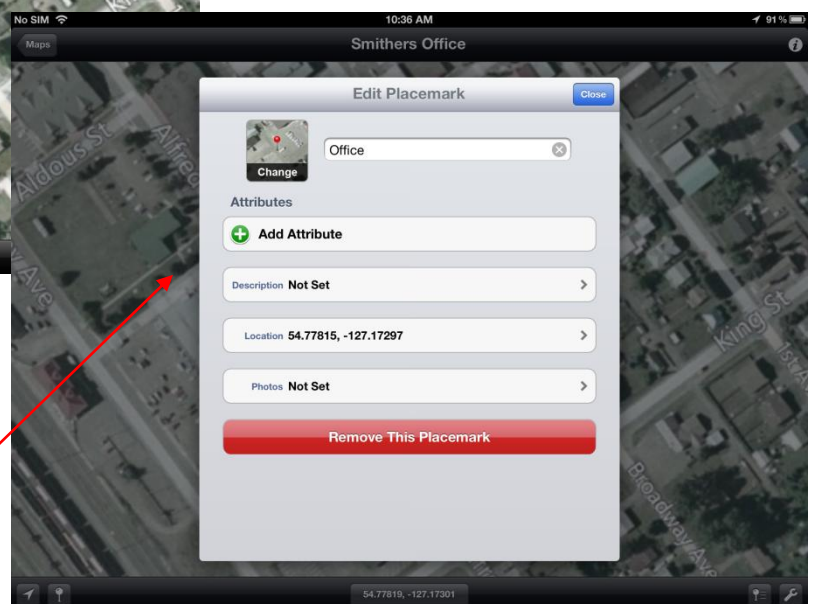 No SIM 10:36 AM 91%
Maps Smithers Office
Edit Placemark Close
Office
Change
Attributes
Add Attribute
Description Not Set
Location 54.77815, -127.17297
Photos Not Set
Remove This Placemark
Aldous St
Alfred
Ave
King St
1st Ave
Broadway Ave
54.77819, -127.17301